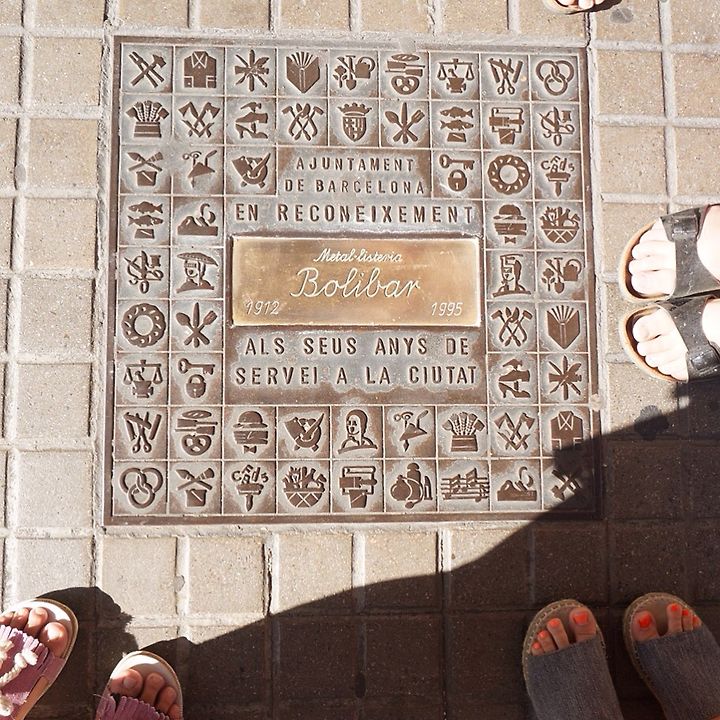 AJUNTAMENT
DE BARCELONA
EN RECONEIXEMENT
Metal·listeria
Bolibar
1912 1995
ALS SEUS ANYS DE
SERVEI A LA CIUTAT